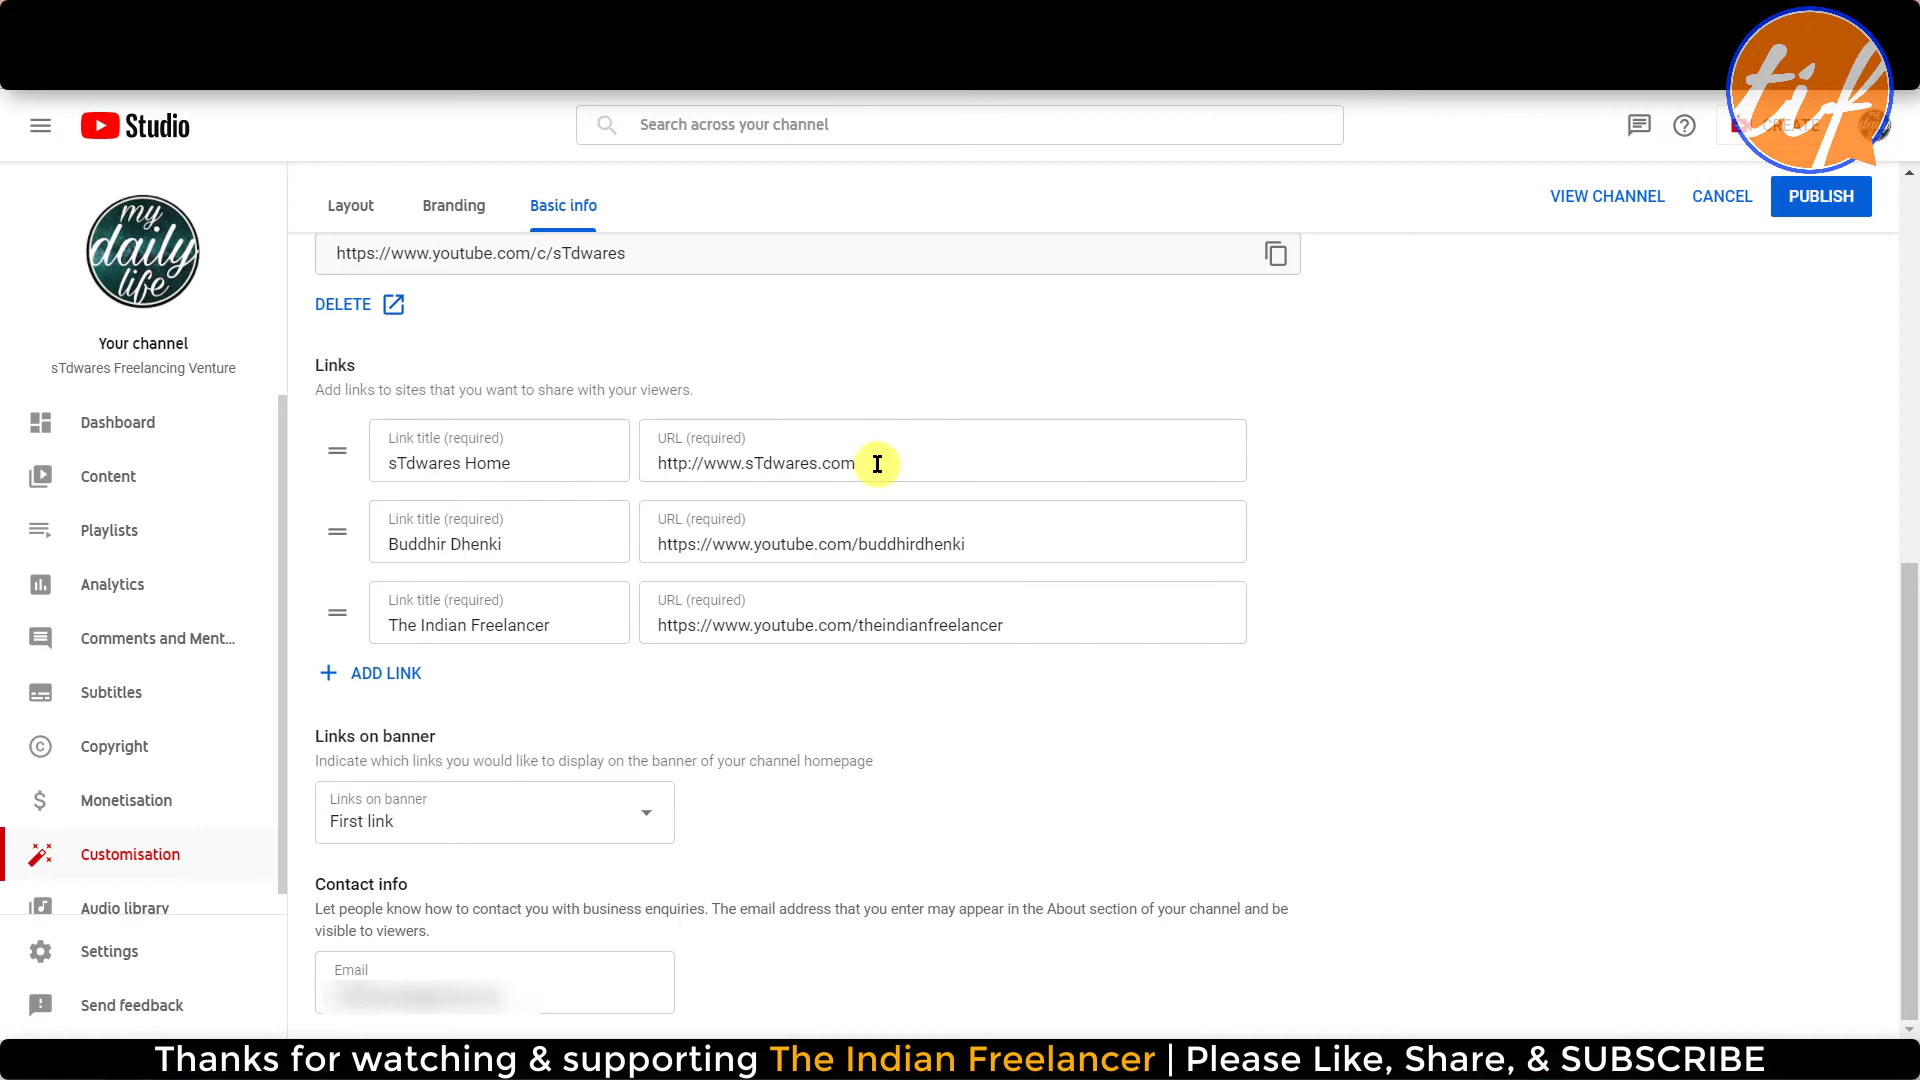 tif
Studio
Search across your channel
CREATE
Layout
Branding
Basic info
VIEW CHANNEL
CANCEL
PUBLISH
my
daily
life
Your channel
sTdwares Freelancing Venture
Dashboard
Content
Playlists
Analytics
Comments and Ment...
Subtitles
Copyright
Monetisation
Customisation
Audio library
Settings
Send feedback
https://www.youtube.com/c/sTdwares
DELETE
Links
Add links to sites that you want to share with your viewers.
Link title (required)
sTdwares Home
URL (required)
http://www.sTdwares.com
Link title (required)
Buddhir Dhenki
URL (required)
https://www.youtube.com/buddhirdhenki
Link title (required)
The Indian Freelancer
URL (required)
https://www.youtube.com/theindianfreelancer
ADD LINK
Links on banner
Indicate which links you would like to display on the banner of your channel homepage
Links on banner
First link
Contact info
Let people know how to contact you with business enquiries. The email address that you enter may appear in the About section of your channel and be
visible to viewers.
Email
Thanks for watching & supporting The Indian Freelancer | Please Like, Share, & SUBSCRIBE